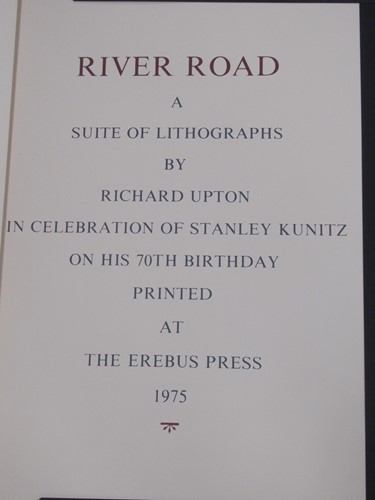 RIVER ROAD
A
SUITE OF LITHOGRAPHS
BY
RICHARD UPTON
IN CELEBRATION OF STANLEY KUNITZ
ON HIS 70TH BIRTHDAY
PRINTED
AT
THE EREBUS PRESS
1975